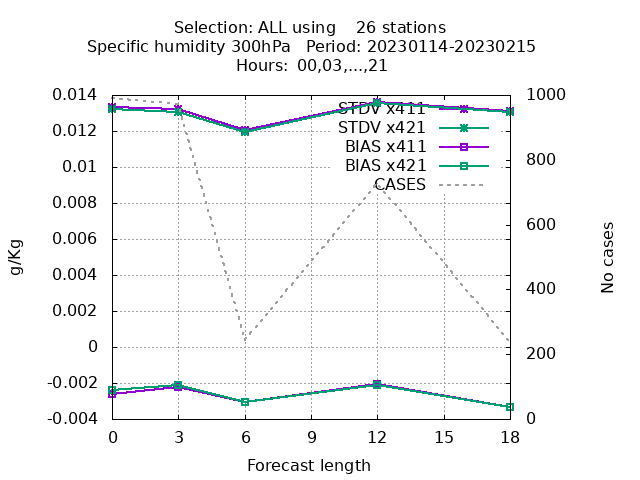 Selection: ALL using    26 stations
Specific humidity 300hPa   Period: 20230114-20230215
Hours: 00,03,...,21
0.014
0.012
0.01
0.008
0.006
0.004
0.002
0
-0.002
-0.004
g/Kg
STDV x411
STDV x421
BIAS x411
BIAS x421
CASES
1000
800
600
400
200
0
No cases
0 3 6 9 12 15 18
Forecast length